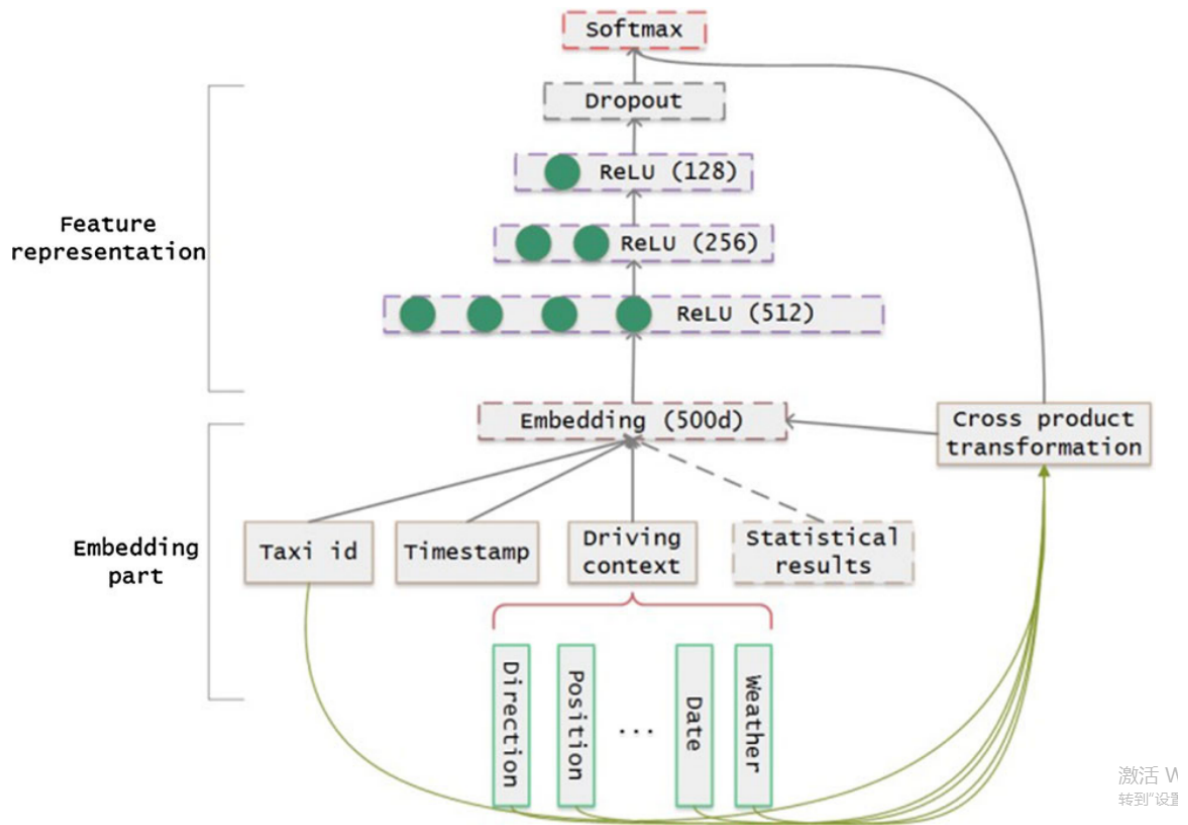 Softmax
Dropout
ReLU (128)
Feature
representation
ReLU (256)
ReLU (512)
Embedding (500d)
Cross product
transformation
Embedding
part
Taxi id
Timestamp
Driving
context
Statistical
results
Direction
Position
...
Date
Weather
激活 W
转到"设置